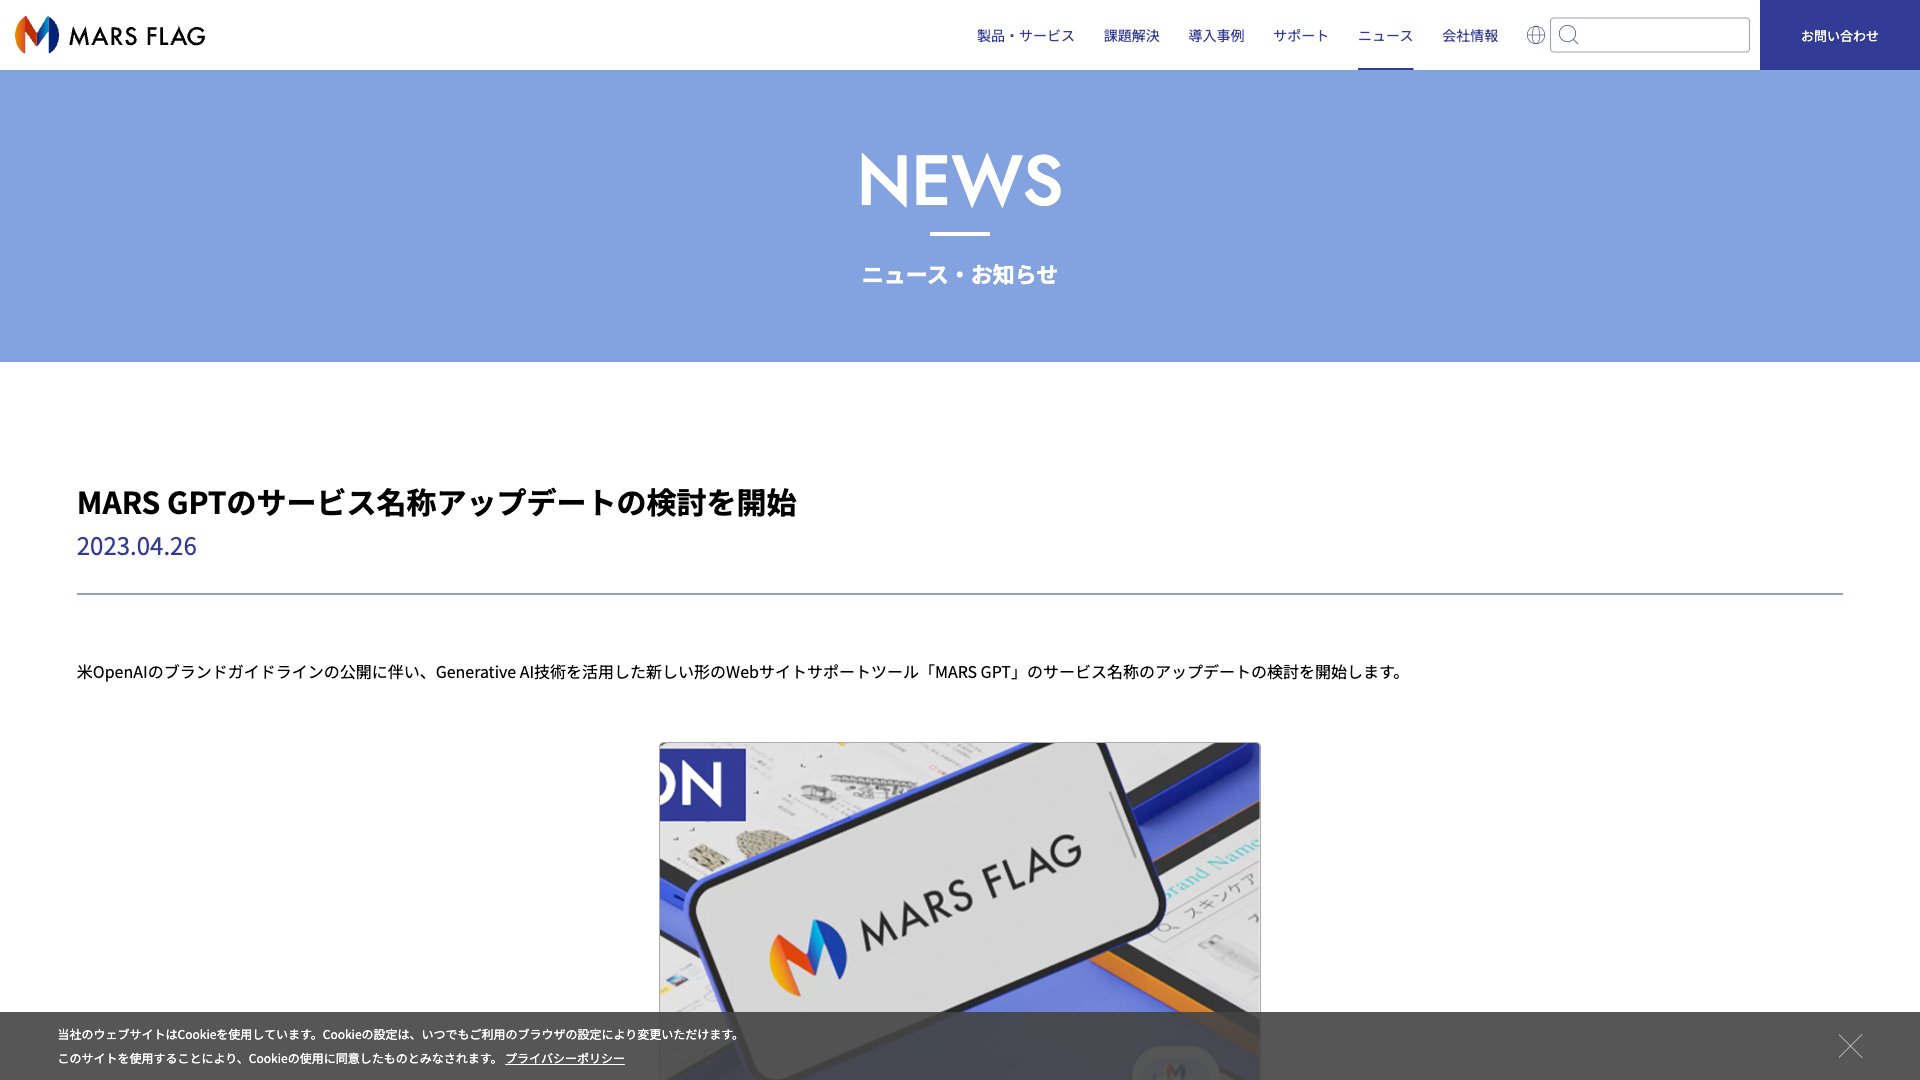 MARS FLAG
製品・サービス
課題解決
導入事例
サポート
ニュース
会社情報
お問い合わせ
NEWS
ニュース・お知らせ
MARS GPTのサービス名称アップデートの検討を開始
2023.04.26
米OpenAIのブランドガイドラインの公開に伴い、Generative AI技術を活用した新しい形のWebサイトサポートツール「MARS GPT」のサービス名称のアップデートの検討を開始します。
ON
MARS FLAG
Brand Name
スキンケア
当社のウェブサイトはCookieを使用しています。Cookieの設定は、いつでもご利用のブラウザの設定により変更いただけます。
このサイトを使用することにより、Cookieの使用に同意したものとみなされます。 プライバシーポリシー